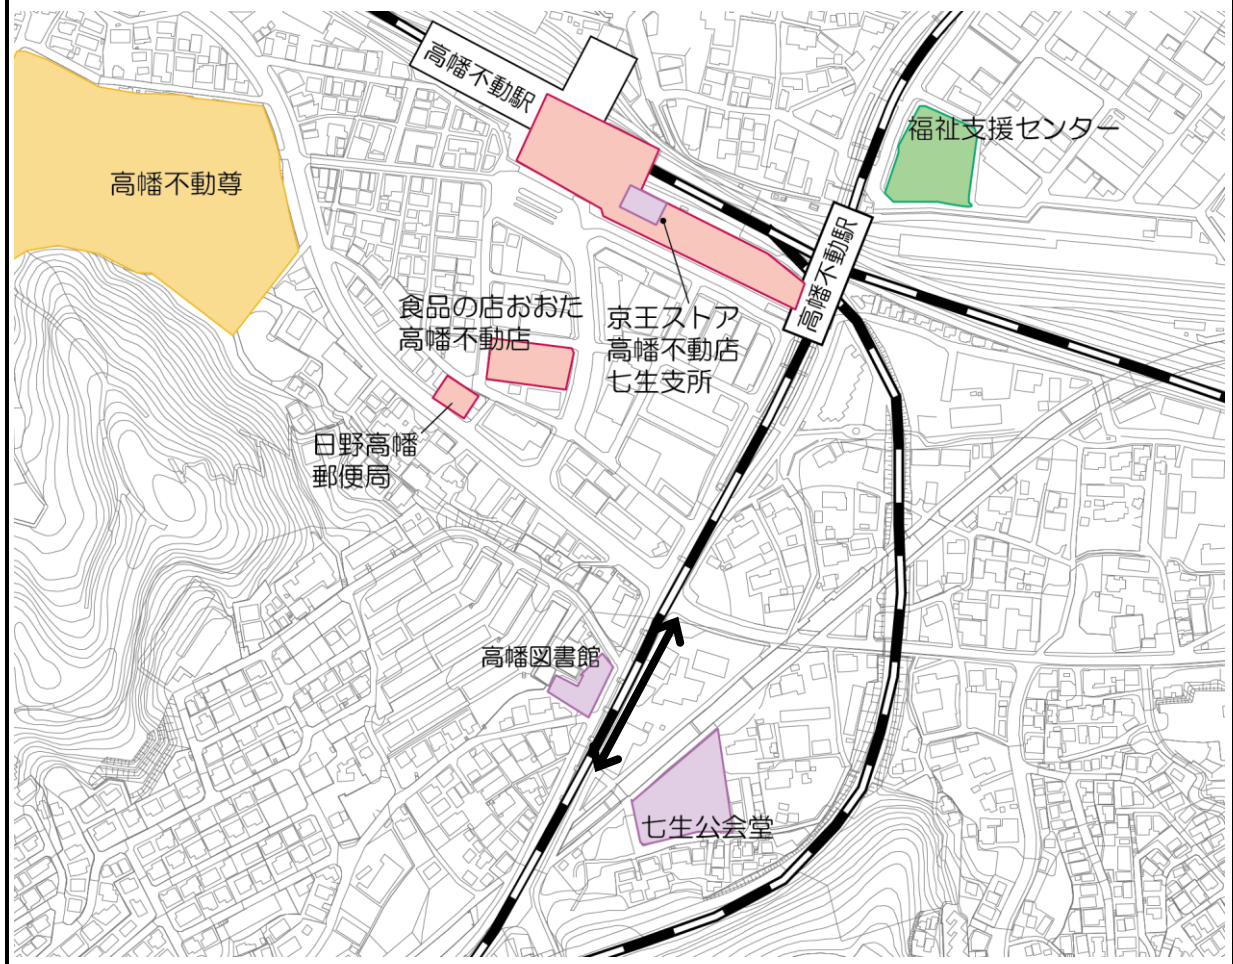 高幡不動駅
福祉支援センター
高幡不動尊
高幡不動駅
食品の店おおた
高幡不動店
京王ストア
高幡不動店
七生支所
日野高幡
郵便局
高幡図書館
七生公会堂